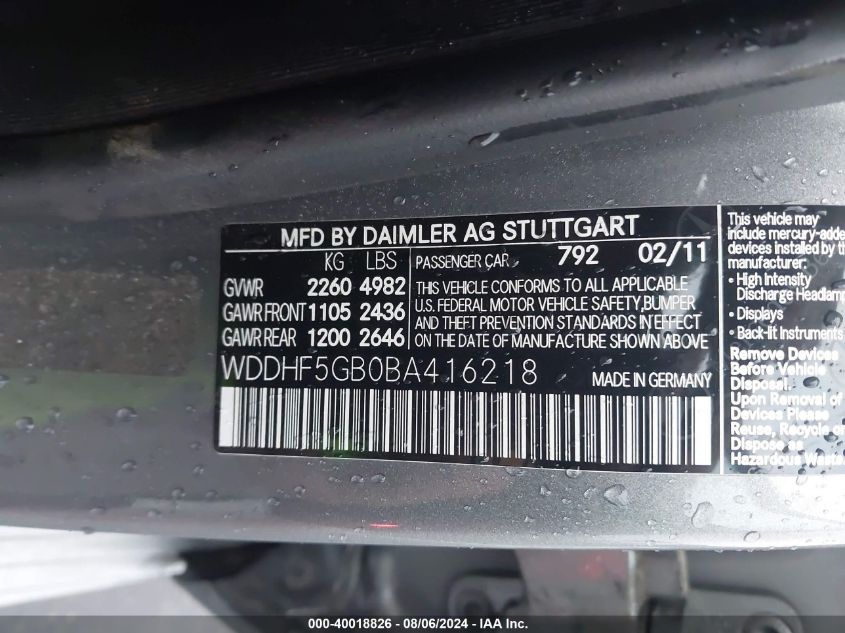 MFD BY DAIMLER AG STUTTGART
KG LBS
GVWR 2260 4982
GAWR FRONT 1105 2436
GAWR REAR 1200 2646
PASSENGER CAR 792 02/11
THIS VEHICLE CONFORMS TO ALL APPLICABLE
U.S. FEDERAL MOTOR VEHICLE SAFETY, BUMPER
AND THEFT PREVENTION STANDARDS IN EFFECT
ON THE DATE OF MANUFACTURE SHOWN ABOVE
WDDHF5GB0BA416218 MADE IN GERMANY
This vehicle may
include mercury-added
devices installed by the
manufacturer:
• High Intensity
Discharge Headlamp
• Displays
• Back-lit Instruments
Remove Devices
Before Vehicle
Disposal.
Upon Removal of
Devices Please
Reuse, Recycle or
Dispose as
Hazardous Waste
000-40018826 - 08/06/2024 - IAA Inc.